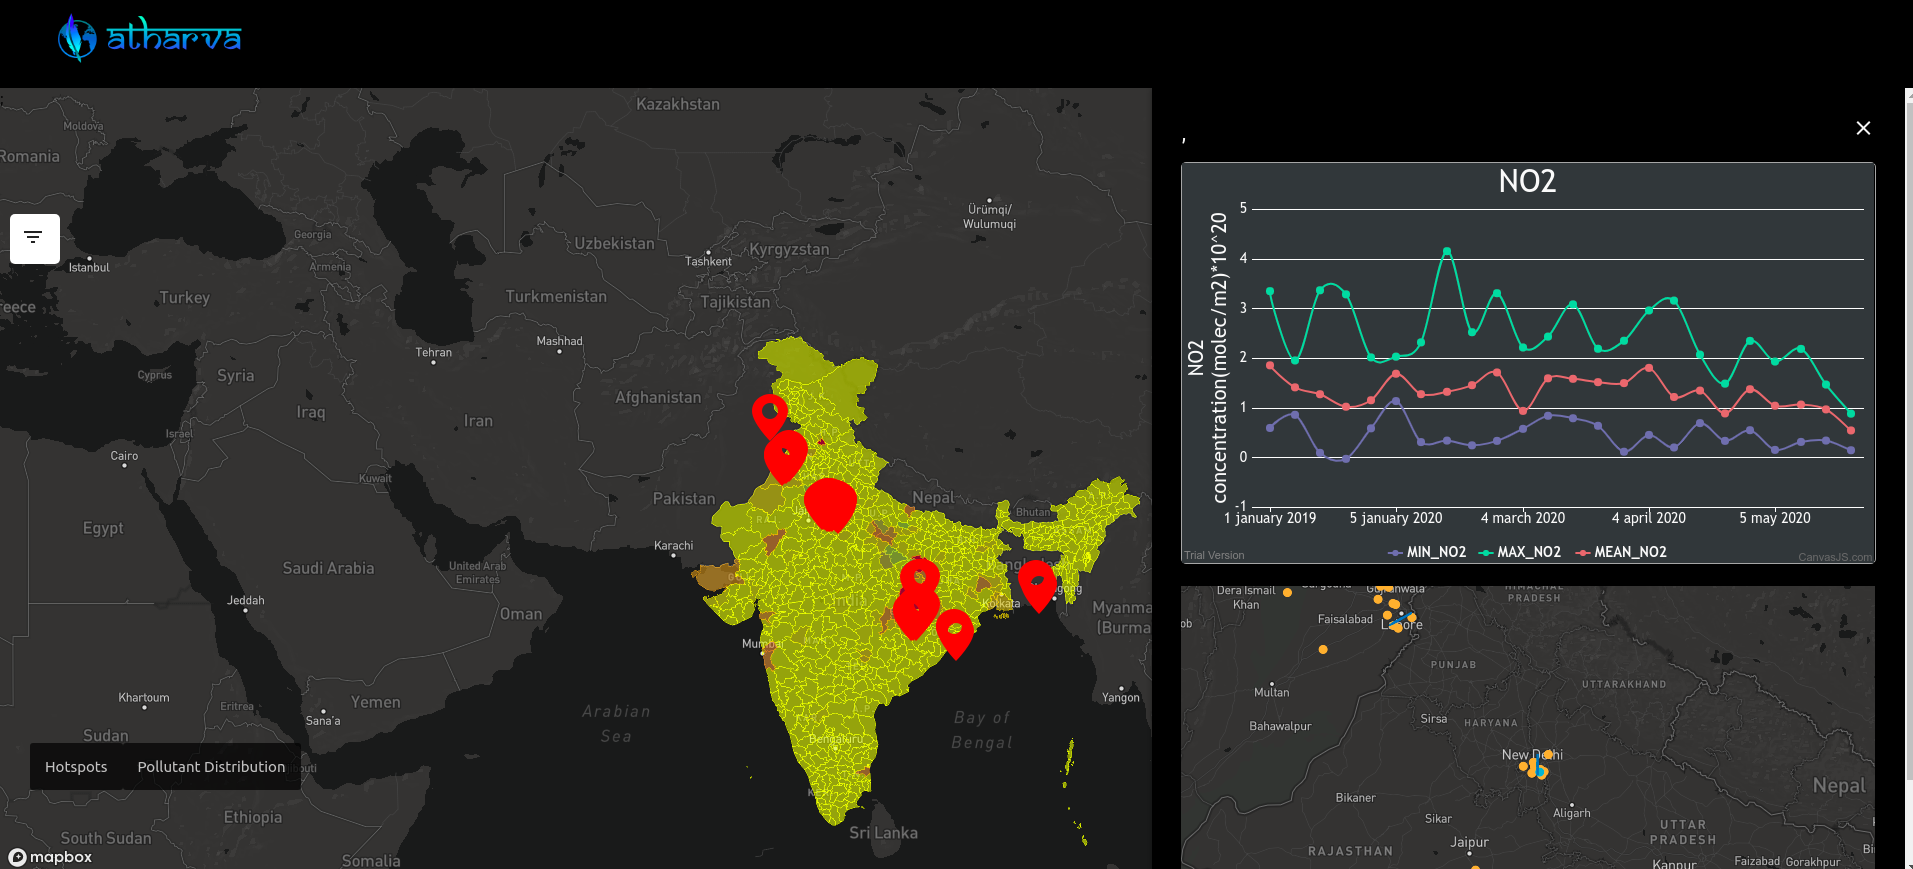 atharva
Kazakhstan
Moldova
Romania
Ürümqi/
Wulumuqi
Georgia
Uzbekistan
Kyrgyzstan
Istanbul
Tashkent
Armenia
Turkey
Turkmenistan
Tajikistan
reece
Mashhad
Tehran
Cyprus
Syria
Afghanistan
Iraq
Iran
Israel
Cairo
Kuwait
Pakistan
Nepal
Bhutan
Egypt
Karachi
Saudi Arabia
United Arab
Emirates
Jeddah
Oman
Kolkata
gong
Myanma
(Burma
Mumbai
Khartoum
Yemen
Eritrea
Sana'a
Yangon
Arabian
Sea
Bay of
Bengal
Sudan
Bengaluru
Hotspots
Pollutant Distribution
ibouti
Ethiopia
South Sudan
Sri Lanka
Somalia
mapbox
,
×
NO2
NO2
concentration(molec/m2)*10^20
5
4
3
2
1
0
-1
1 january 2019
5 january 2020
4 march 2020
4 april 2020
5 may 2020
MIN_NO2
MAX_NO2
MEAN_NO2
Trial Version
CanvasJS.com
Dera Ismail
Khan
Gujranwala
HIMACHAL
PRADESH
ob
Faisalabad
Lahore
PUNJAB
Multan
UTTARAKHAND
Sirsa
HARYANA
Bahawalpur
New Delhi
Nepal
Bikaner
Aligarh
Sikar
UTTAR
PRADESH
Jaipur
RAJASTHAN
Kanpur
Faizabad
Gorakhpur
Bi